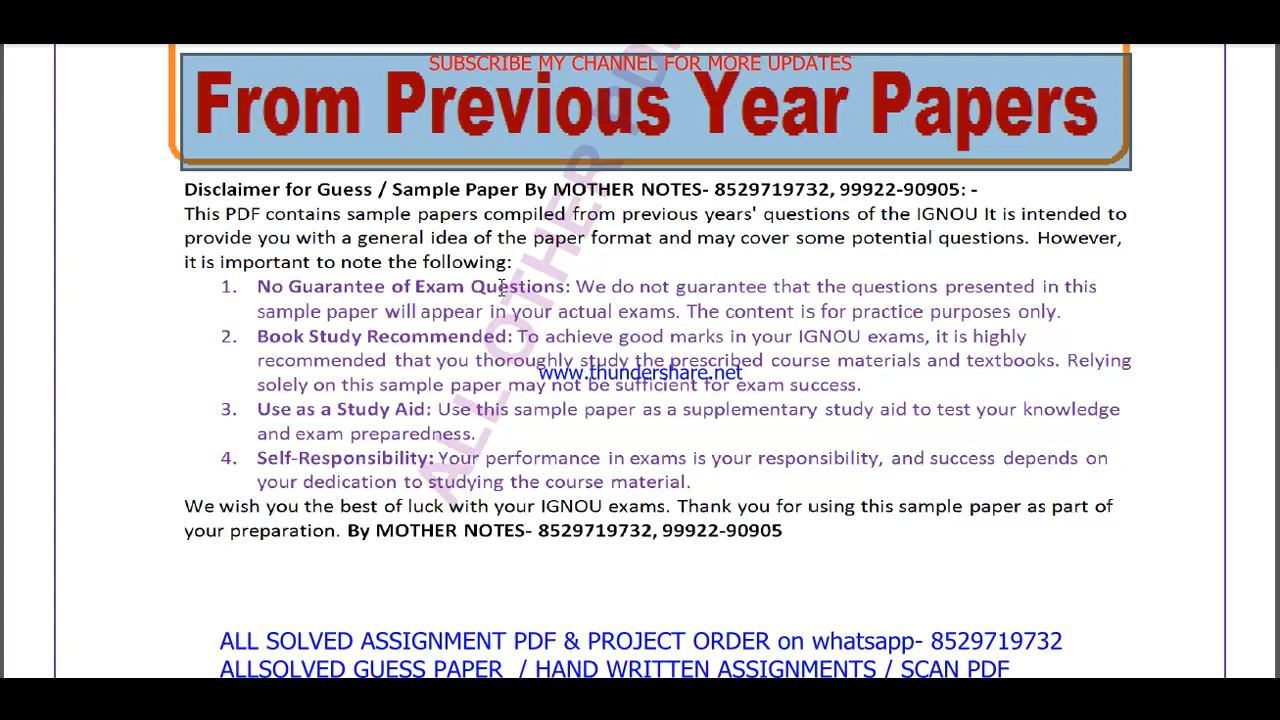 SUBSCRIBE MY CHANNEL FOR MORE UPDATES
From Previous Year Papers
Disclaimer for Guess / Sample Paper By MOTHER NOTES- 8529719732, 99922-90905: -
This PDF contains sample papers compiled from previous years' questions of the IGNOU It is intended to
provide you with a general idea of the paper format and may cover some potential questions. However,
it is important to note the following:
1. No Guarantee of Exam Questions: We do not guarantee that the questions presented in this
sample paper will appear in your actual exams. The content is for practice purposes only.
2. Book Study Recommended: To achieve good marks in your IGNOU exams, it is highly
recommended that you thoroughly study the prescribed course materials and textbooks. Relying
www.thundershare.net
solely on this sample paper may not be sufficient for exam success.
3. Use as a Study Aid: Use this sample paper as a supplementary study aid to test your knowledge
and exam preparedness.
4. Self-Responsibility: Your performance in exams is your responsibility, and success depends on
your dedication to studying the course material.
We wish you the best of luck with your IGNOU exams. Thank you for using this sample paper as part of
your preparation. By MOTHER NOTES- 8529719732, 99922-90905
ALL SOLVED ASSIGNMENT PDF & PROJECT ORDER on whatsapp- 8529719732
ALLSOLVED GUESS PAPER / HAND WRITTEN ASSIGNMENTS / SCAN PDF